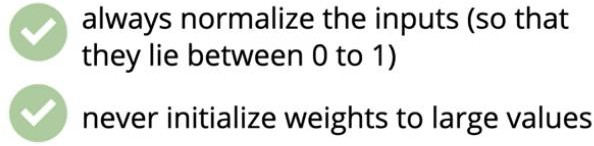 always normalize the inputs (so that
they lie between 0 to 1)
never initialize weights to large values